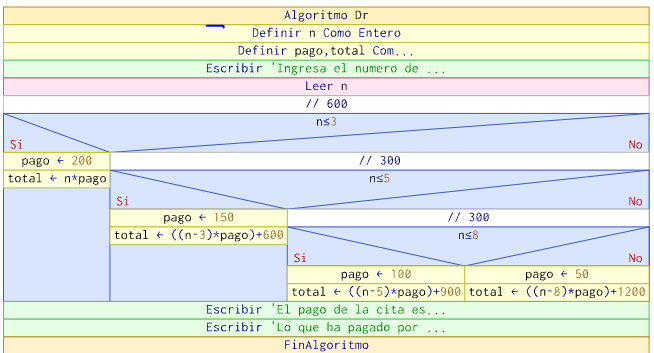 Algoritmo Dr
Definir n Como Entero
Definir pago,total Com...
Escribir 'Ingresa el numero de ...
Leer n
// 600
n≤3
Si No
pago ← 200 // 300
total ← n*pago n≤5
Si No
pago ← 150 // 300
total ← ((n-3)*pago)+600 n≤8
Si No
pago ← 100 pago ← 50
total ← ((n-5)*pago)+900 total ← ((n-8)*pago)+1200
Escribir 'El pago de la cita es...
Escribir 'Lo que ha pagado por ...
FinAlgoritmo